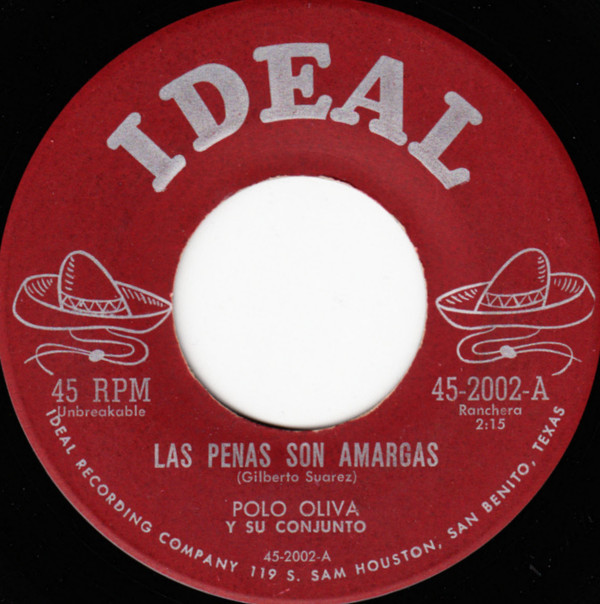 IDEAL
45 RPM
Unbreakable
45-2002-A
Ranchera
2:15
LAS PENAS SON AMARGAS
(Gilberto Suarez)
POLO OLIVA
Y SU CONJUNTO
45-2002-A
IDEAL RECORDING COMPANY 119 S. SAM HOUSTON, SAN BENITO, TEXAS